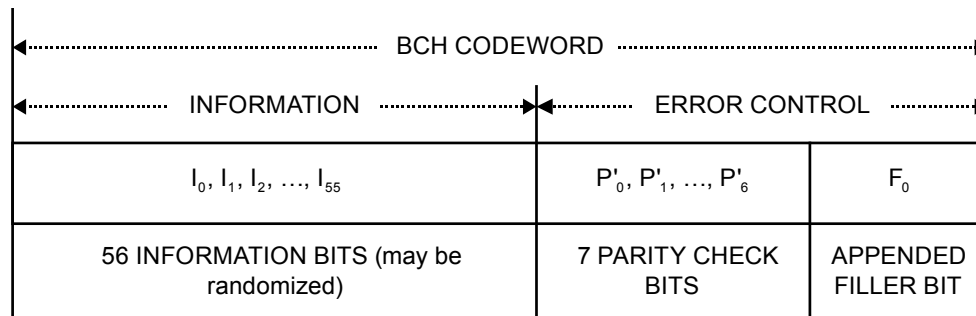 BCH CODEWORD
INFORMATION
ERROR CONTROL
I₀, I₁, I₂, …, I₅₅
P'₀, P'₁, …, P'₆
F₀
56 INFORMATION BITS (may be
randomized)
7 PARITY CHECK
BITS
APPENDED
FILLER BIT